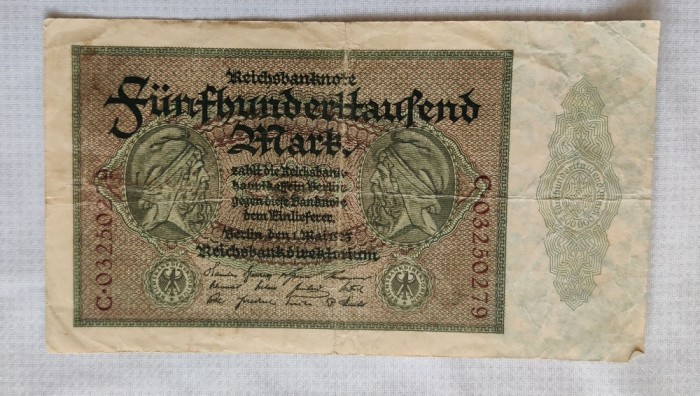 Reichsbanknote
Fünfhunderttausend
Mark
zahlt die Reichsbank-
hauptkasse in Berlin
gegen diese Banknote
dem Einlieferer.
Berlin, den 1. Mai 1923
Reichsbankdirektorium
C·03250279
C·03250279